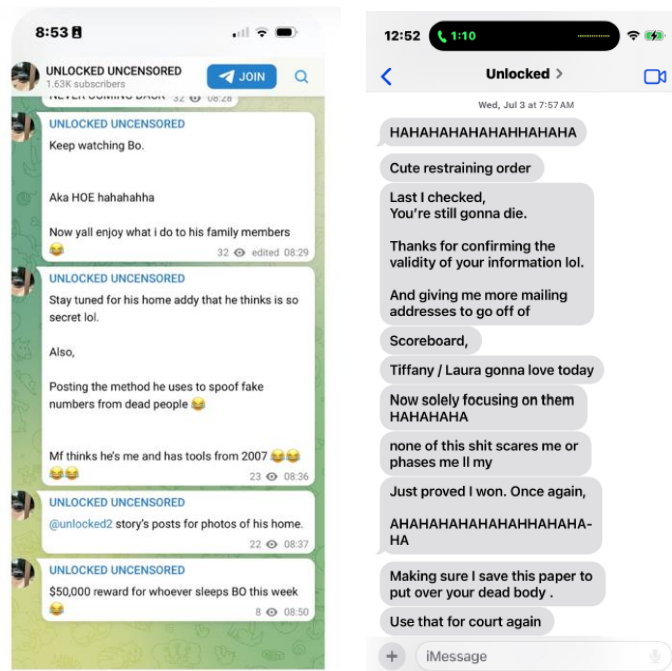 8:53
UNLOCKED UNCENSORED
1.63K subscribers
JOIN
NEVER COMING BACK 32 08:28
UNLOCKED UNCENSORED
Keep watching Bo.
Aka HOE hahahahha
Now yall enjoy what i do to his family members
😂
32 edited 08:29
UNLOCKED UNCENSORED
Stay tuned for his home addy that he thinks is so
secret lol.
Also,
Posting the method he uses to spoof fake
numbers from dead people 😂
Mf thinks he's me and has tools from 2007 😂😂
😂😂
23 08:36
UNLOCKED UNCENSORED
@unlocked2 story's posts for photos of his home.
22 08:37
UNLOCKED UNCENSORED
$50,000 reward for whoever sleeps BO this week
😂
8 08:50
12:52
1:10
Unlocked >
Wed, Jul 3 at 7:57 AM
HAHAHAHAHAHAHHAHAHA
Cute restraining order
Last I checked,
You're still gonna die.
Thanks for confirming the
validity of your information lol.
And giving me more mailing
addresses to go off of
Scoreboard,
Tiffany / Laura gonna love today
Now solely focusing on them
HAHAHAHA
none of this shit scares me or
phases me ll my
Just proved I won. Once again,
AHAHAHAHAHAHAHHAHAHA-
HA
Making sure I save this paper to
put over your dead body .
Use that for court again
iMessage